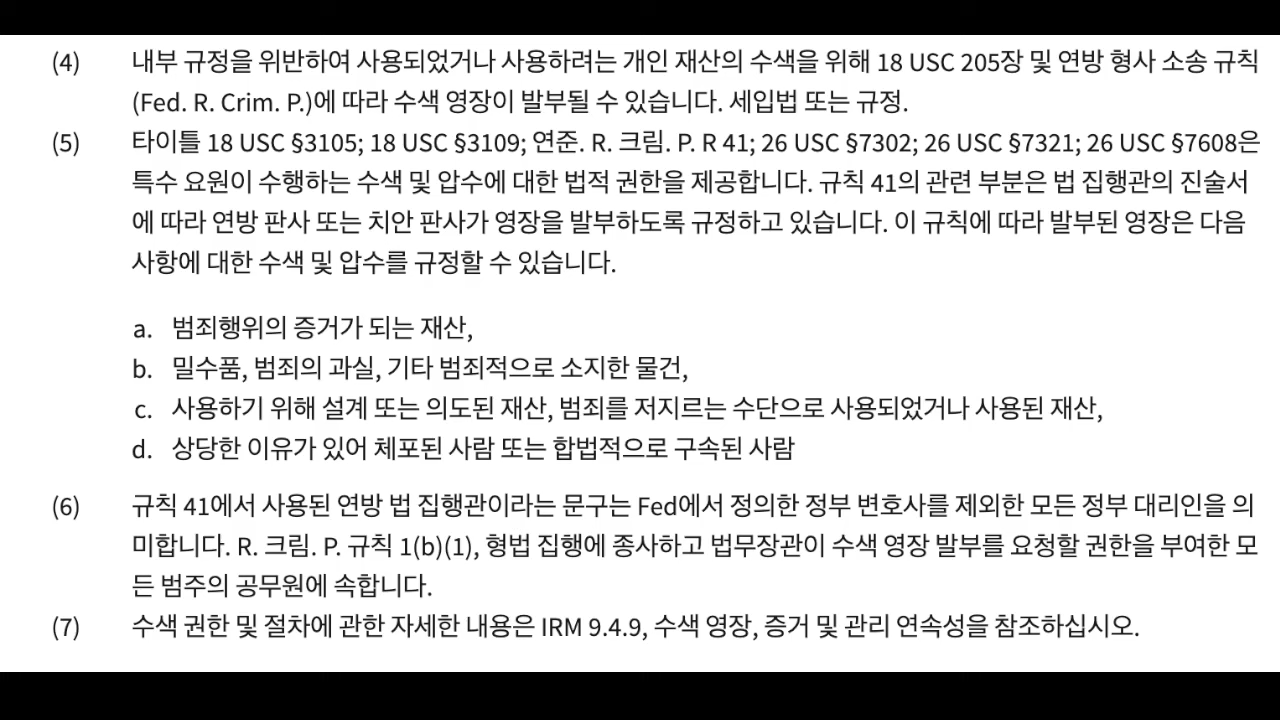 (4) 내부 규정을 위반하여 사용되었거나 사용하려는 개인 재산의 수색을 위해 18 USC 205장 및 연방 형사 소송 규칙
(Fed. R. Crim. P.)에 따라 수색 영장이 발부될 수 있습니다. 세입법 또는 규정.
(5) 타이틀 18 USC §3105; 18 USC §3109; 연준. R. 크림. P. R 41; 26 USC §7302; 26 USC §7321; 26 USC §7608은
특수 요원이 수행하는 수색 및 압수에 대한 법적 권한을 제공합니다. 규칙 41의 관련 부분은 법 집행관의 진술서
에 따라 연방 판사 또는 치안 판사가 영장을 발부하도록 규정하고 있습니다. 이 규칙에 따라 발부된 영장은 다음
사항에 대한 수색 및 압수를 규정할 수 있습니다.
a. 범죄행위의 증거가 되는 재산,
b. 밀수품, 범죄의 과실, 기타 범죄적으로 소지한 물건,
c. 사용하기 위해 설계 또는 의도된 재산, 범죄를 저지르는 수단으로 사용되었거나 사용된 재산,
d. 상당한 이유가 있어 체포된 사람 또는 합법적으로 구속된 사람
(6) 규칙 41에서 사용된 연방 법 집행관이라는 문구는 Fed에서 정의한 정부 변호사를 제외한 모든 정부 대리인을 의
미합니다. R. 크림. P. 규칙 1(b)(1), 형법 집행에 종사하고 법무장관이 수색 영장 발부를 요청할 권한을 부여한 모
든 범주의 공무원에 속합니다.
(7) 수색 권한 및 절차에 관한 자세한 내용은 IRM 9.4.9, 수색 영장, 증거 및 관리 연속성을 참조하십시오.